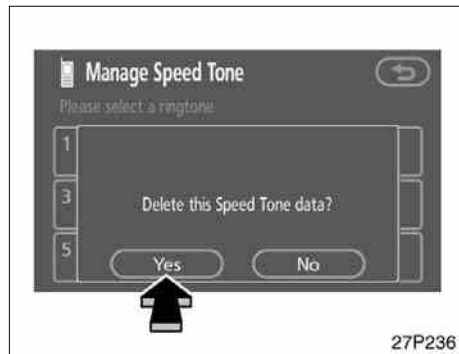 Manage Speed Tone
Please select a ringtone
1
3
Delete this Speed Tone data?
5
Yes No
27P236